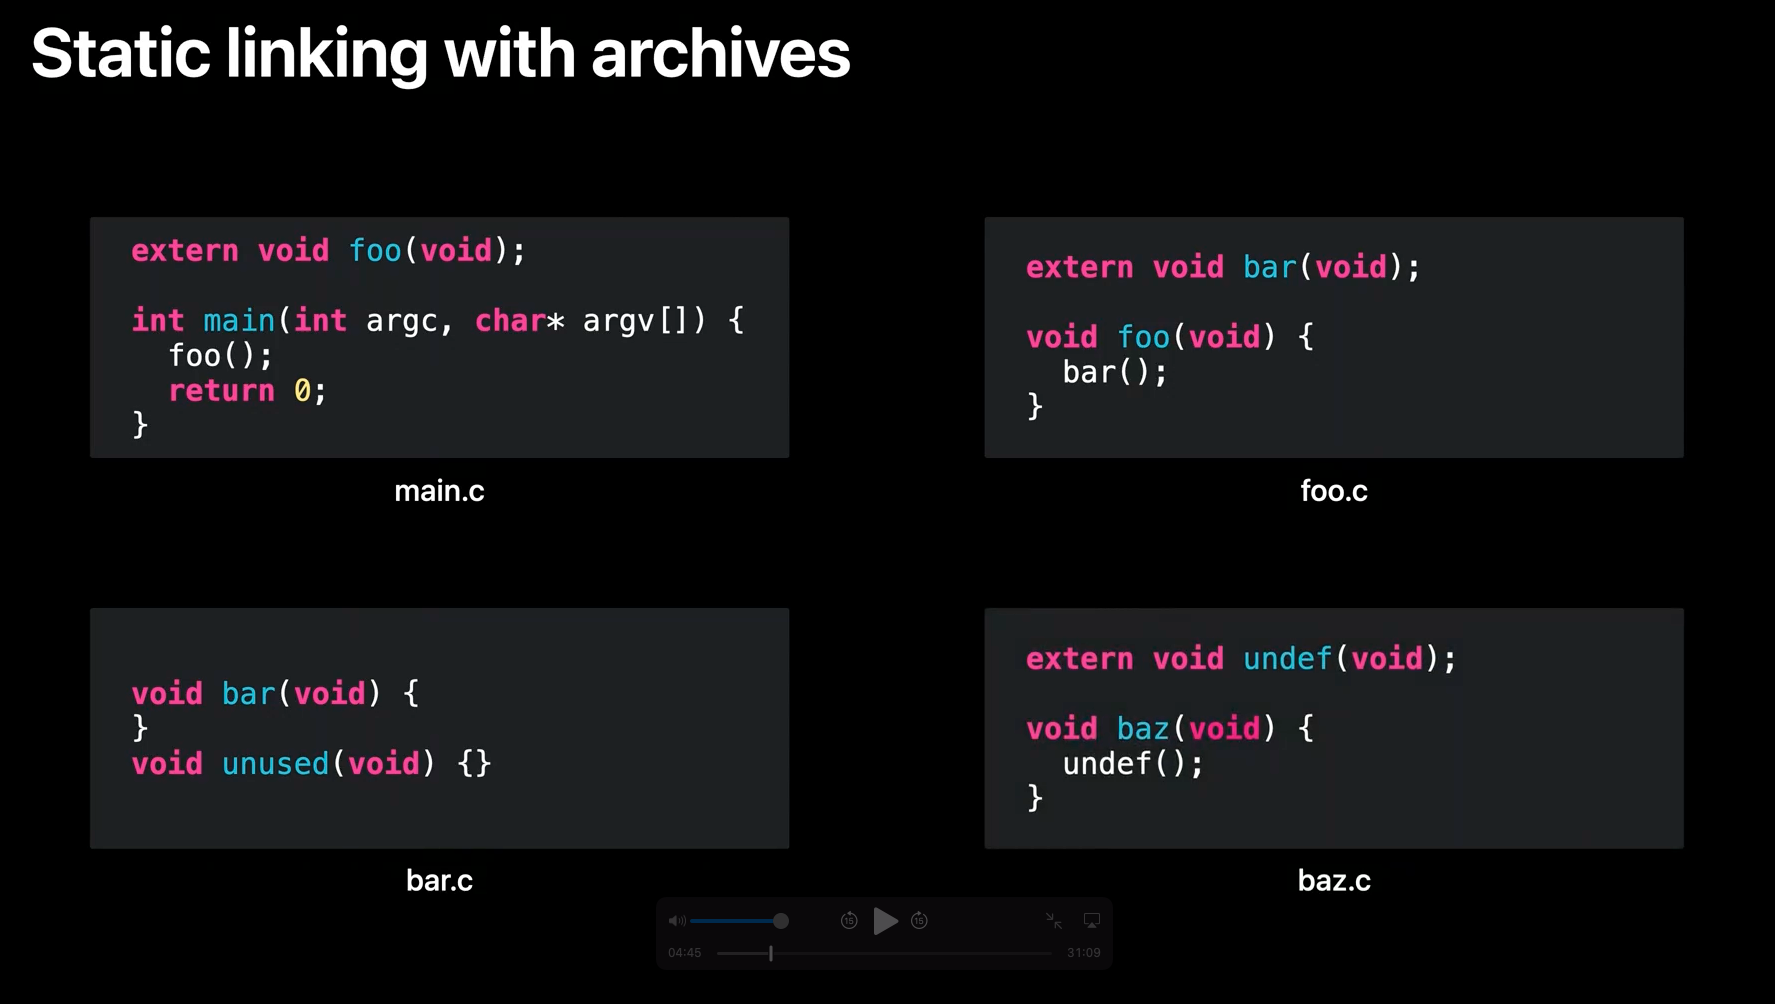 Static linking with archives
extern void foo(void);
int main(int argc, char* argv[]) {
foo();
return 0;
}
main.c
extern void bar(void);
void foo(void) {
bar();
}
foo.c
void bar(void) {
}
void unused(void) {}
bar.c
extern void undef(void);
void baz(void) {
undef();
}
baz.c
15
15
04:45
31:09